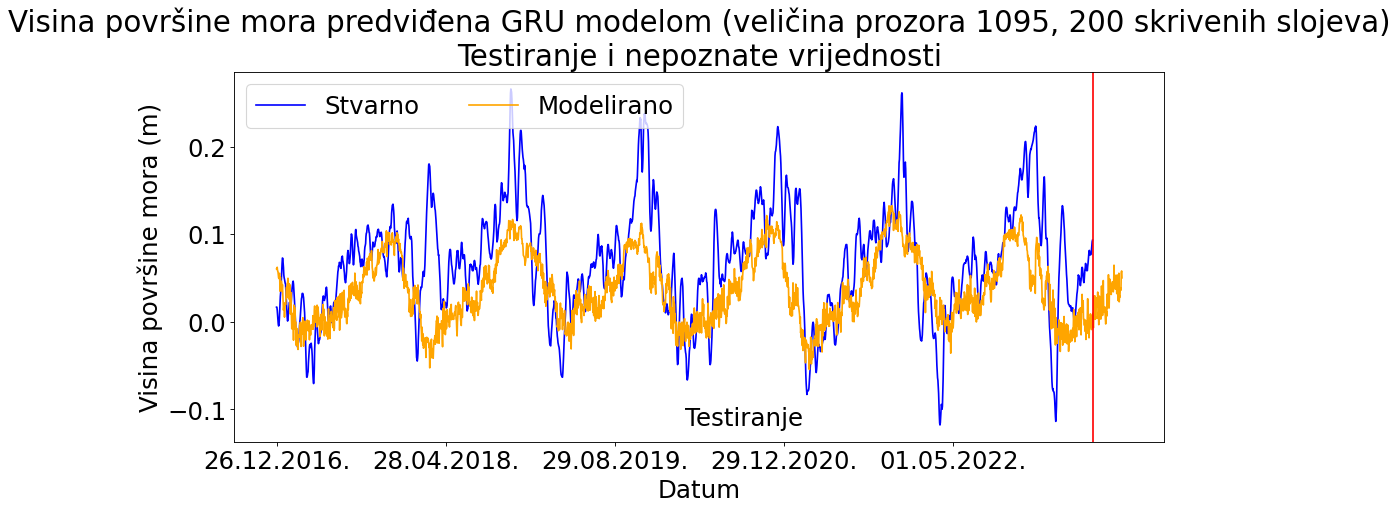 Visina površine mora predviđena GRU modelom (veličina prozora 1095, 200 skrivenih slojeva)
Testiranje i nepoznate vrijednosti
Stvarno
Modelirano
Visina površine mora (m)
0.2
0.1
0.0
−0.1
Testiranje
26.12.2016.
28.04.2018.
29.08.2019.
29.12.2020.
01.05.2022.
Datum